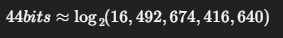 44bits ≈ log₂(16, 492, 674, 416, 640)